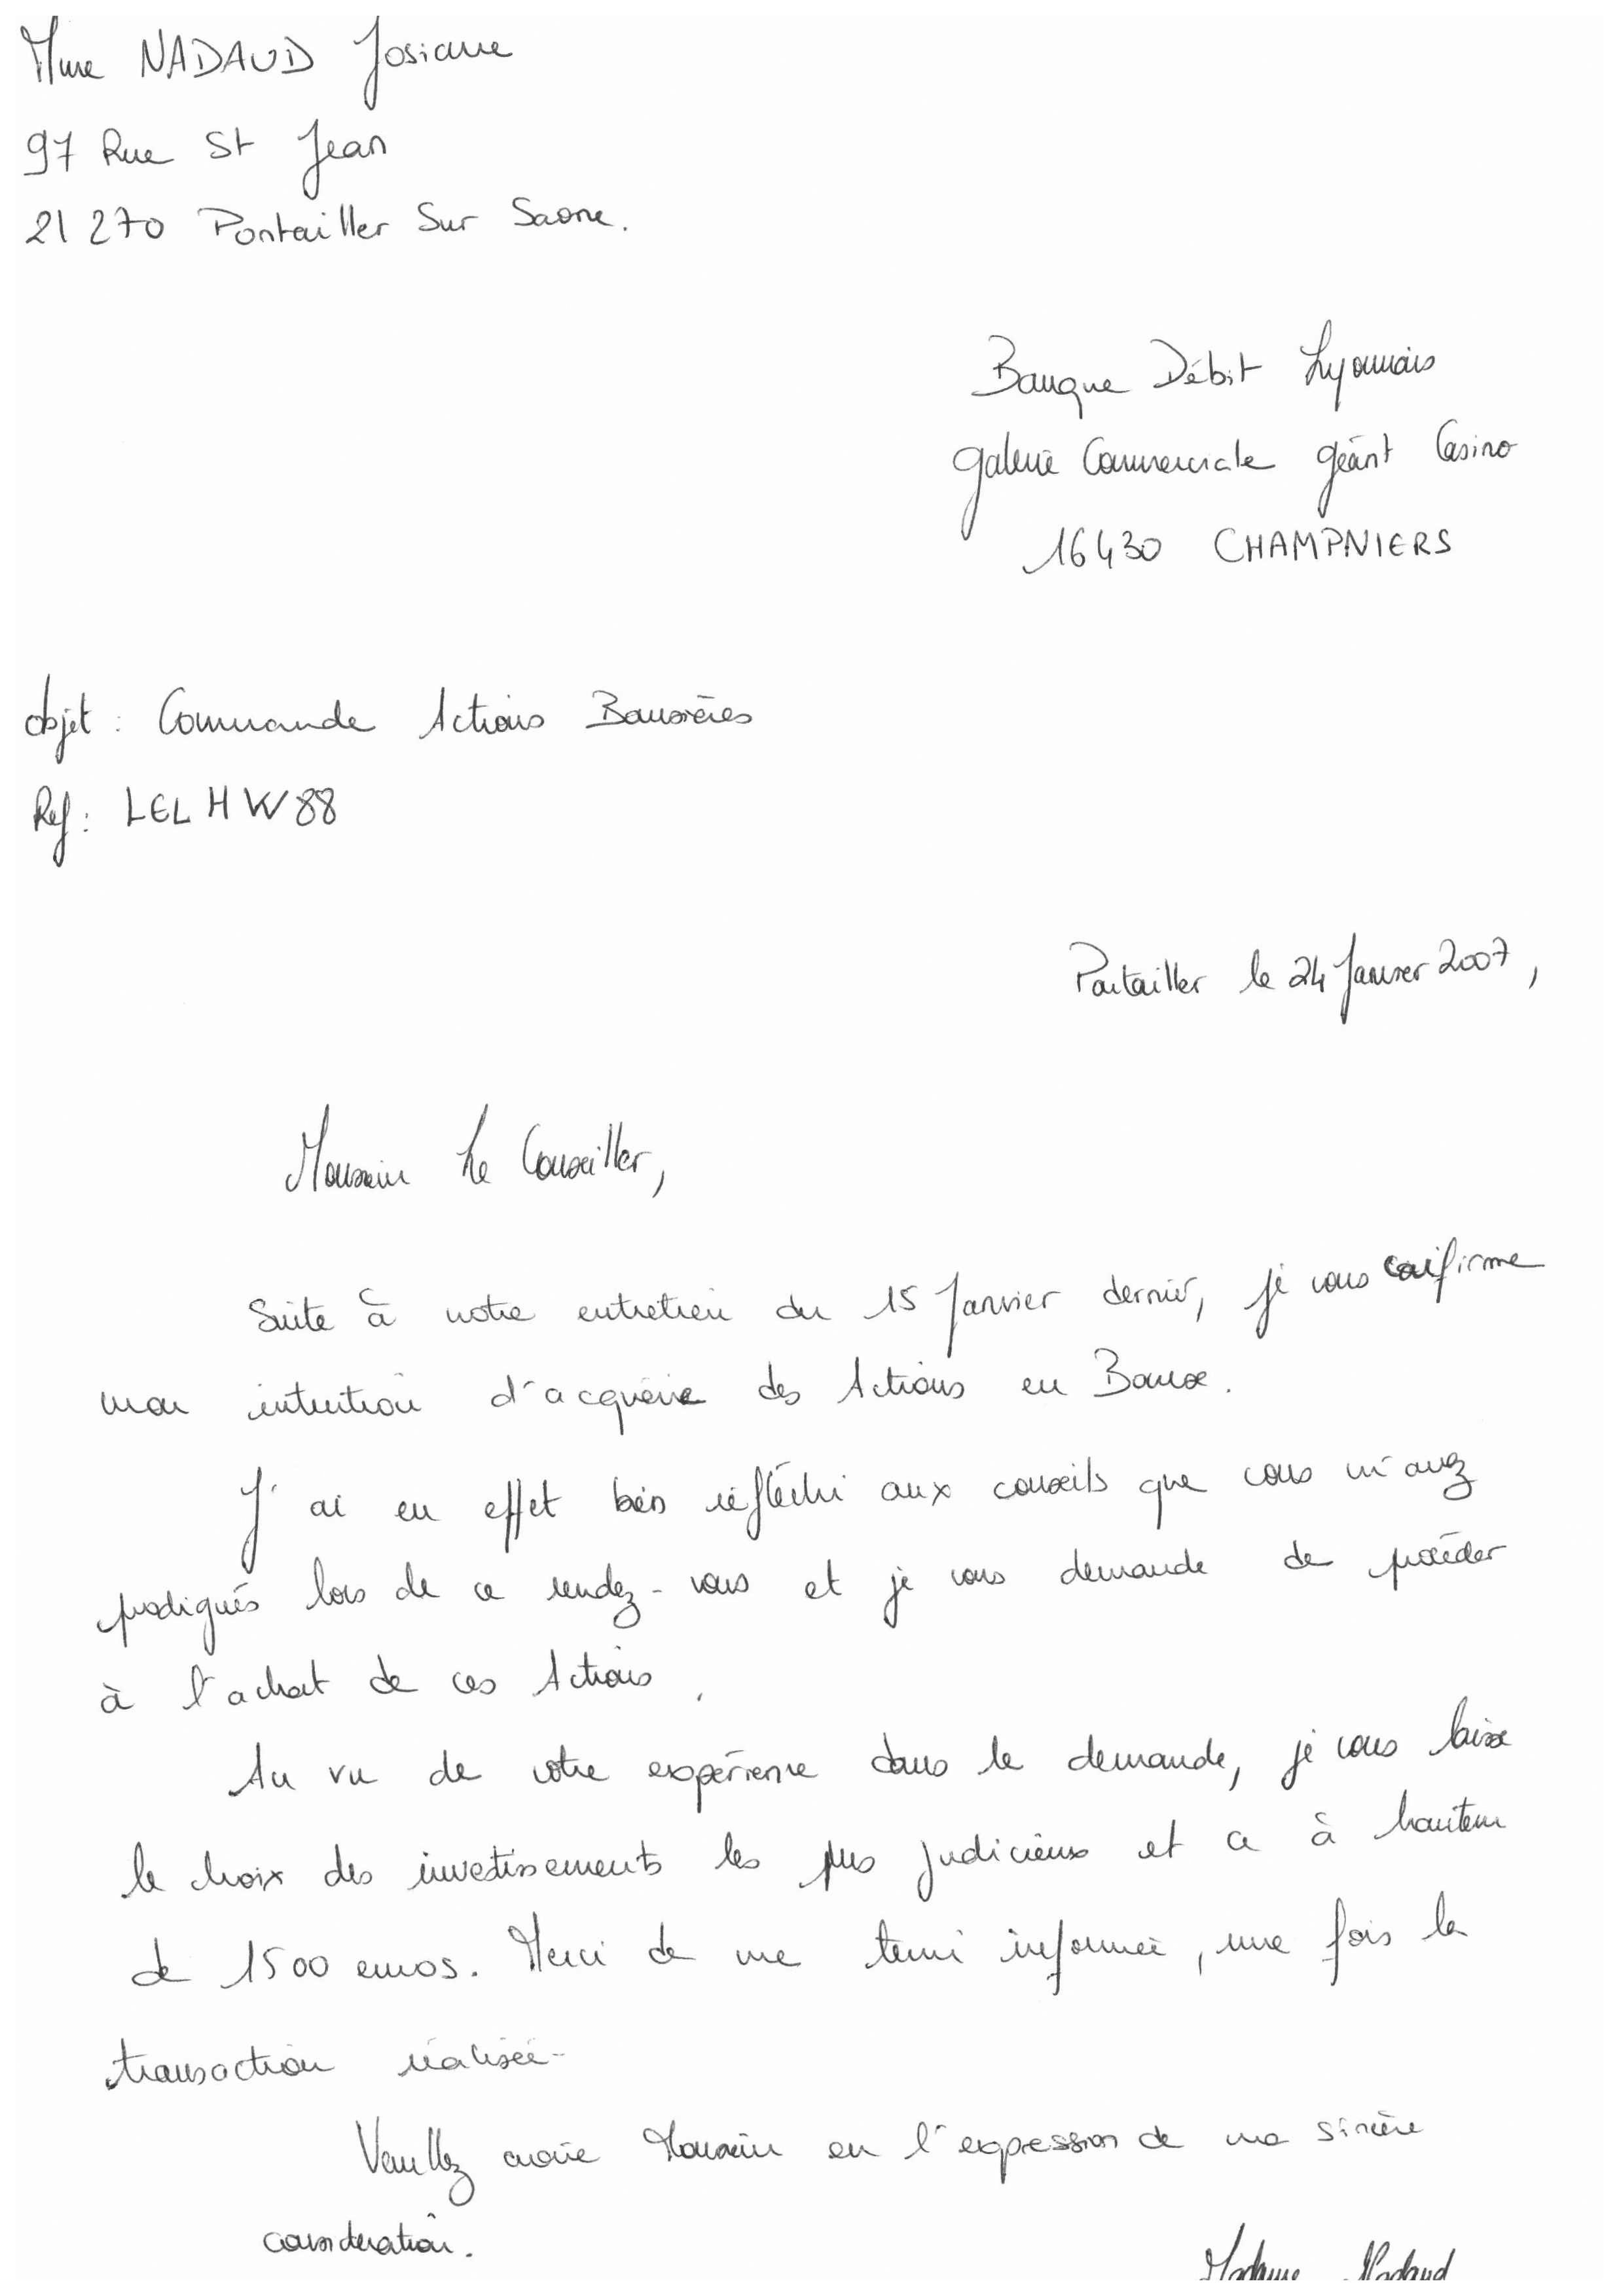 Mme NADAUD Josiane
97 Rue St Jean
21270 Pontailler Sur Saone.
Banque Débit Lyonnais
galerie Commerciale géant Casino
16430 CHAMPNIERS
objet : Commande Actions Boursières
Ref : LELHW88
Pontailler le 24 Janvier 2007,
Monsieur Le Conseiller,
Suite à notre entretien du 15 Janvier dernier, je vous confirme
mon intention d'acquérir des Actions en Bourse.
J'ai en effet bien réfléchi aux conseils que vous m'avez
prodigués lors de ce rendez-vous et je vous demande de procéder
à l'achat de ces Actions.
Au vu de votre expérience dans le demande, je vous laisse
le choix des investissements les plus judicieux et ce à hauteur
de 1500 euros. Merci de me tenir informée, une fois la
transaction réalisée.
Veuillez croire Monsieur en l'expression de ma sincère
considération.
Madame Nadaud